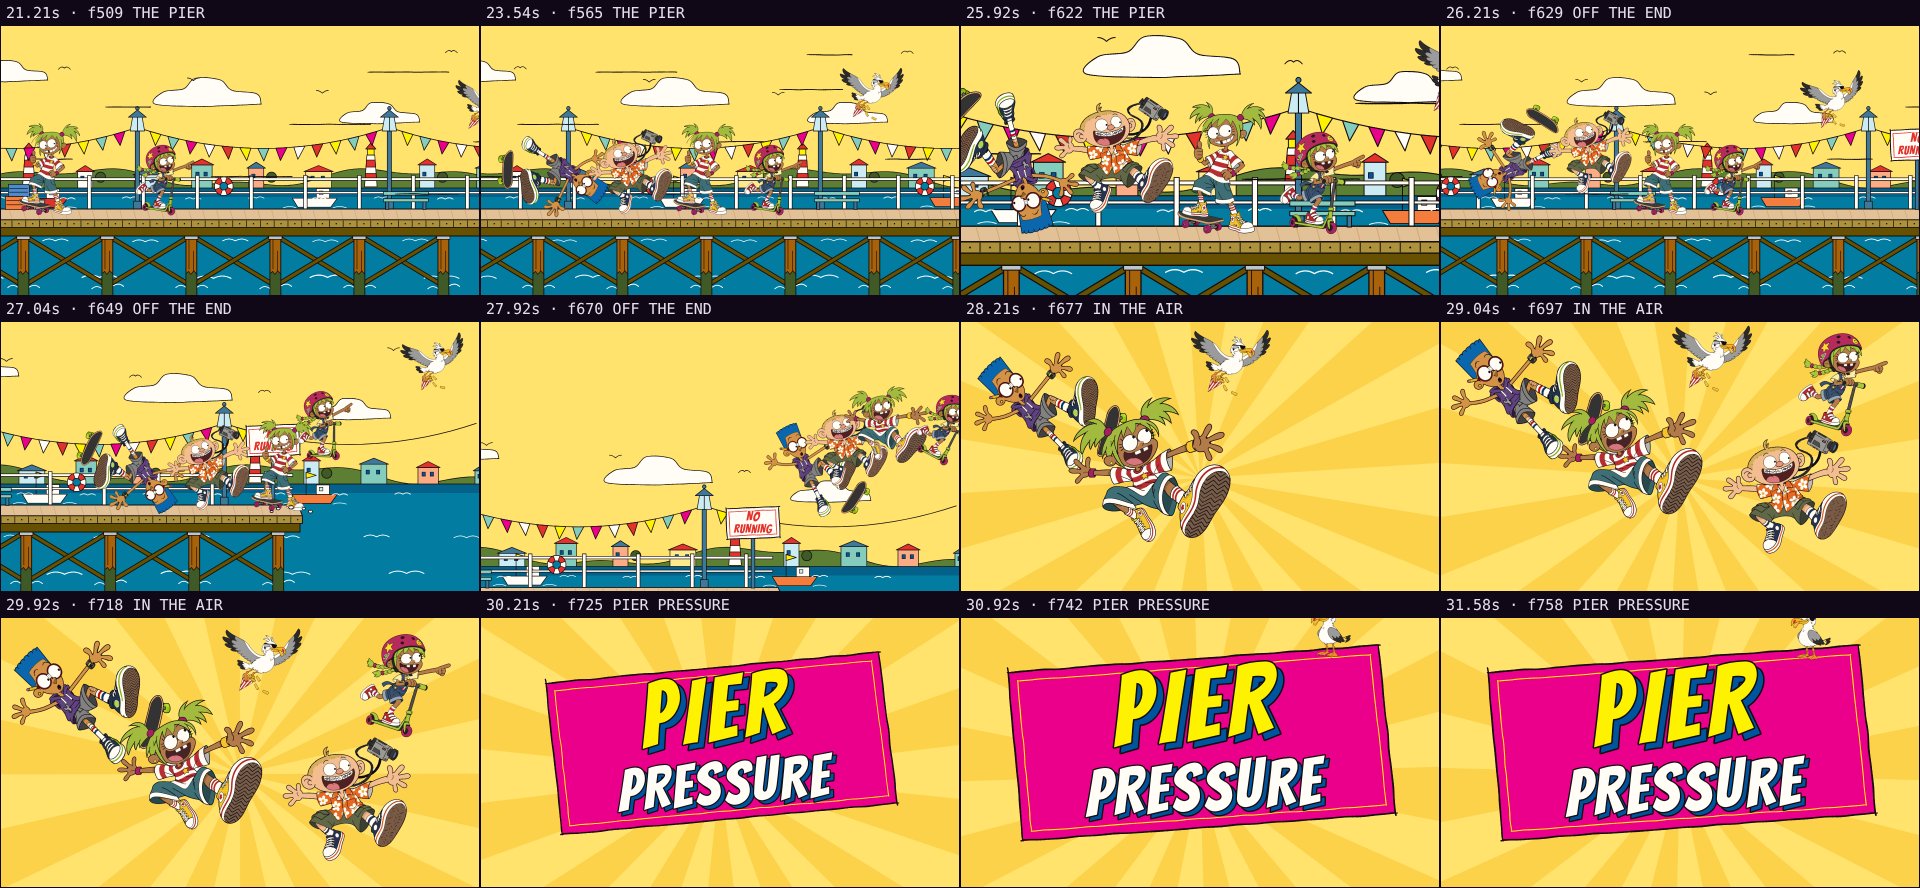 21.21s · f509 THE PIER
23.54s · f565 THE PIER
25.92s · f622 THE PIER
26.21s · f629 OFF THE END
NO
RUNN
27.04s · f649 OFF THE END
27.92s · f670 OFF THE END
28.21s · f677 IN THE AIR
29.04s · f697 IN THE AIR
RUN
NO
RUNNING
29.92s · f718 IN THE AIR
30.21s · f725 PIER PRESSURE
30.92s · f742 PIER PRESSURE
31.58s · f758 PIER PRESSURE
PIER
PRESSURE
PIER
PRESSURE
PIER
PRESSURE